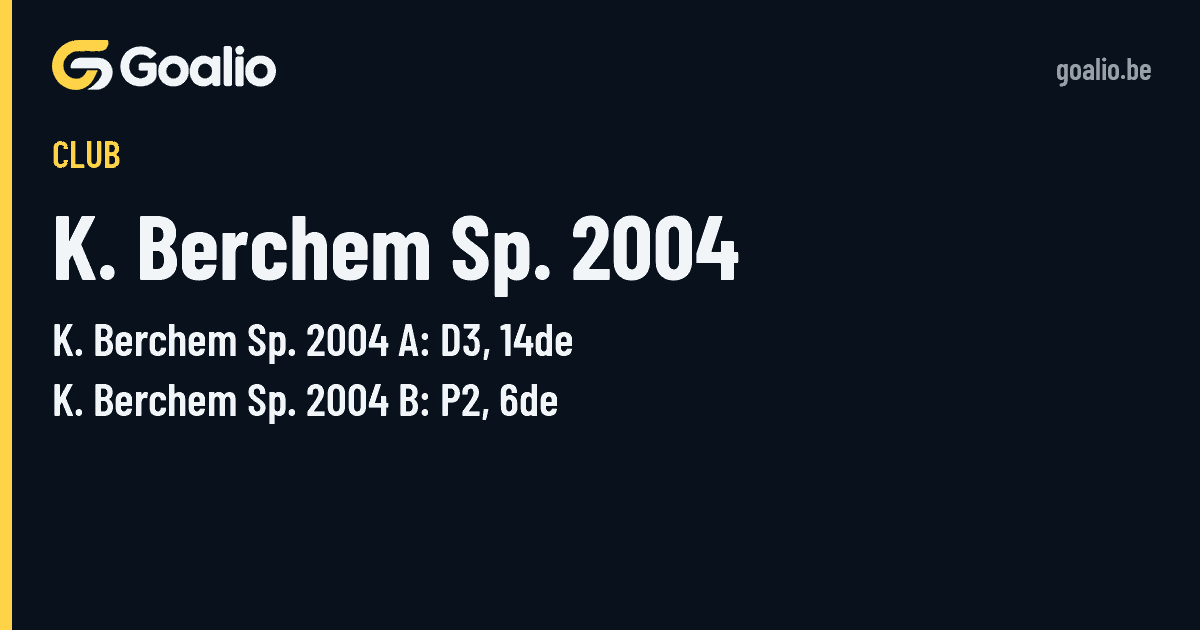 Goalio
goalio.be
CLUB
K. Berchem Sp. 2004
K. Berchem Sp. 2004 A: D3, 14de
K. Berchem Sp. 2004 B: P2, 6de